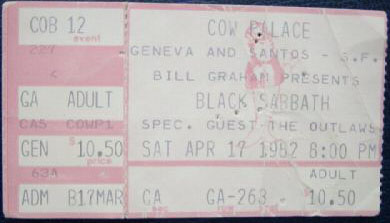 COB 12 COW PALACE
event
227 GENEVA AND SANTOS - S.F.
C BILL GRAHAM PRESENTS
GA ADULT BLACK SABBATH
CAS COWP1 SPEC. GUEST THE OUTLAWS
GEN $10.50 SAT APR 17 1982 8:00 PM
price
63A ADULT
ADM 817MAR CA GA-263 10.50